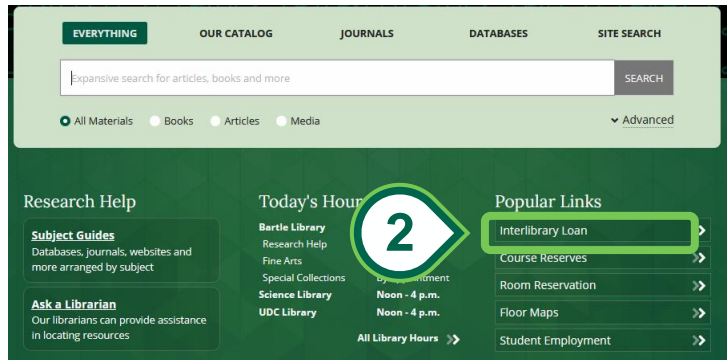 EVERYTHING OUR CATALOG JOURNALS DATABASES SITE SEARCH
Expansive search for articles, books and more SEARCH
All Materials Books Articles Media Advanced
Research Help
Subject Guides
Databases, journals, websites and
more arranged by subject
Ask a Librarian
Our librarians can provide assistance
in locating resources
Today's
Bartle Library
Research Help
Fine Arts
Special Collections
Science Library Noon - 4 p.m.
UDC Library Noon - 4 p.m.
All Library Hours
2
Popular Links
Interlibrary Loan
Course Reserves
Room Reservation
Floor Maps
Student Employment